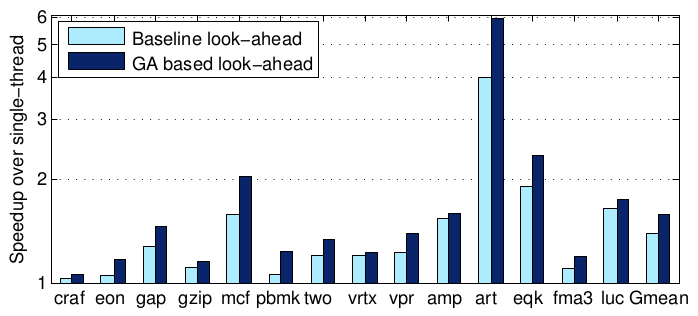 Speedup over single-thread
6
5
4
3
2
1
Baseline look-ahead
GA based look-ahead
craf eon gap gzip mcf pbmk two vrtx vpr amp art eqk fma3 luc Gmean